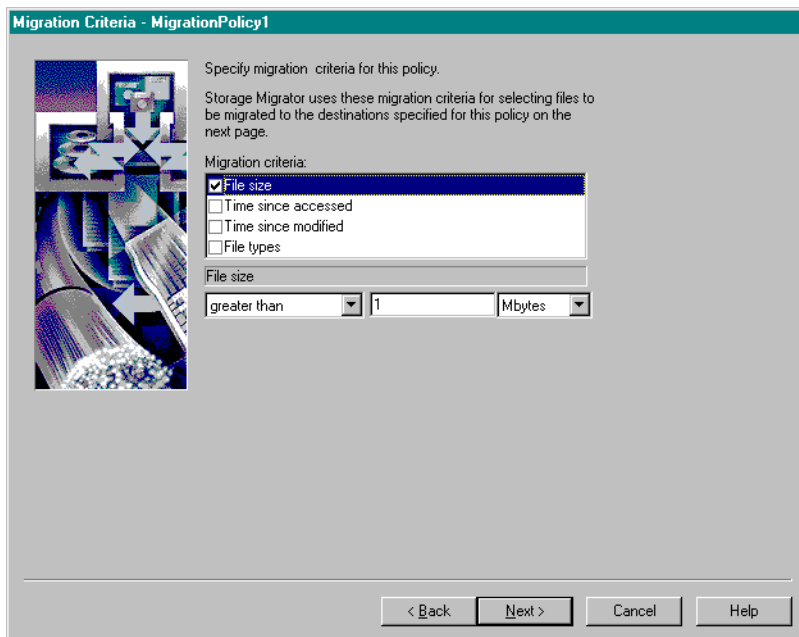 Migration Criteria - MigrationPolicy1
Specify migration criteria for this policy.
Storage Migrator uses these migration criteria for selecting files to
be migrated to the destinations specified for this policy on the
next page.
Migration criteria:
File size
Time since accessed
Time since modified
File types
File size
greater than 1 Mbytes
< Back Next > Cancel Help